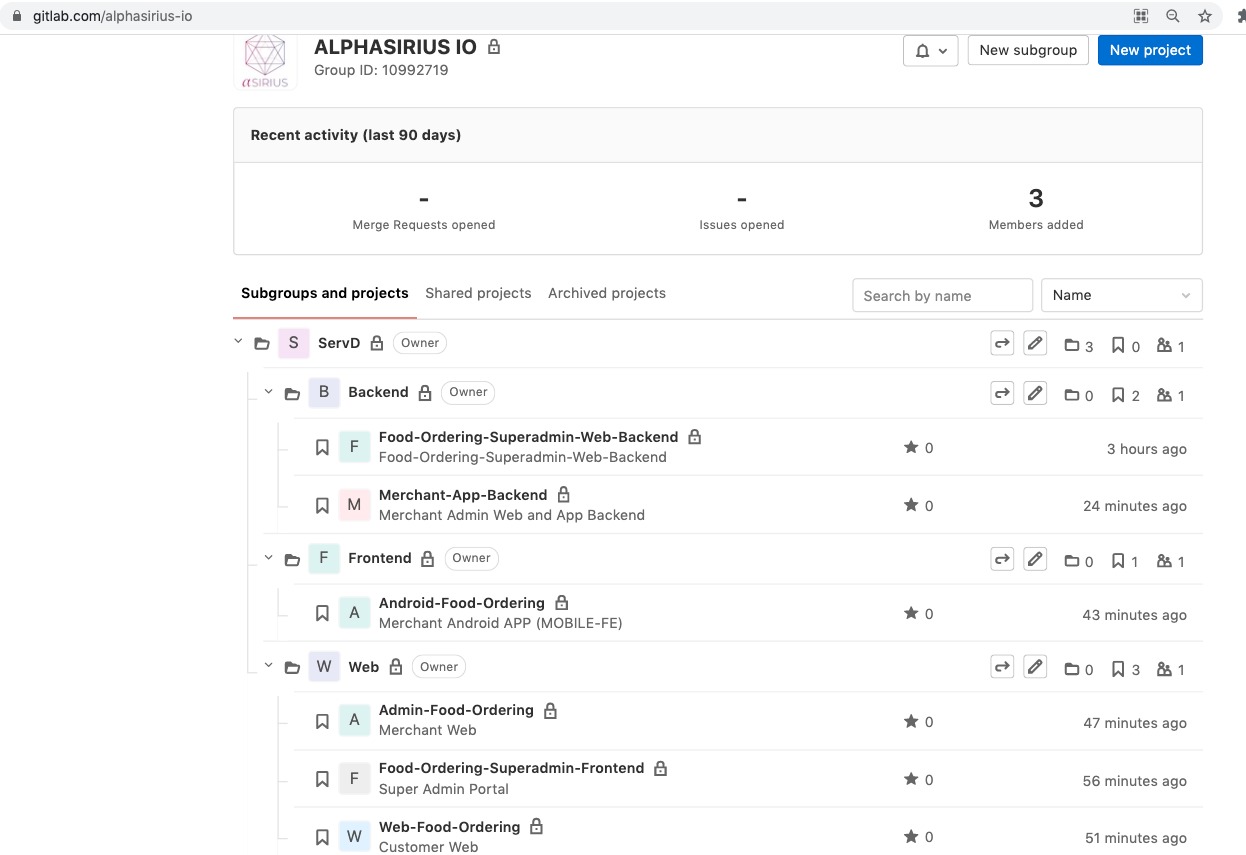 gitlab.com/alphasirius-io
αSIRIUS
ALPHASIRIUS IO
Group ID: 10992719
New subgroup
New project
Recent activity (last 90 days)
-
Merge Requests opened
-
Issues opened
3
Members added
Subgroups and projects
Shared projects
Archived projects
Search by name
Name
S ServD Owner 3 0 1
B Backend Owner 0 2 1
F Food-Ordering-Superadmin-Web-Backend 0 3 hours ago
Food-Ordering-Superadmin-Web-Backend
M Merchant-App-Backend 0 24 minutes ago
Merchant Admin Web and App Backend
F Frontend Owner 0 1 1
A Android-Food-Ordering 0 43 minutes ago
Merchant Android APP (MOBILE-FE)
W Web Owner 0 3 1
A Admin-Food-Ordering 0 47 minutes ago
Merchant Web
F Food-Ordering-Superadmin-Frontend 0 56 minutes ago
Super Admin Portal
W Web-Food-Ordering 0 51 minutes ago
Customer Web